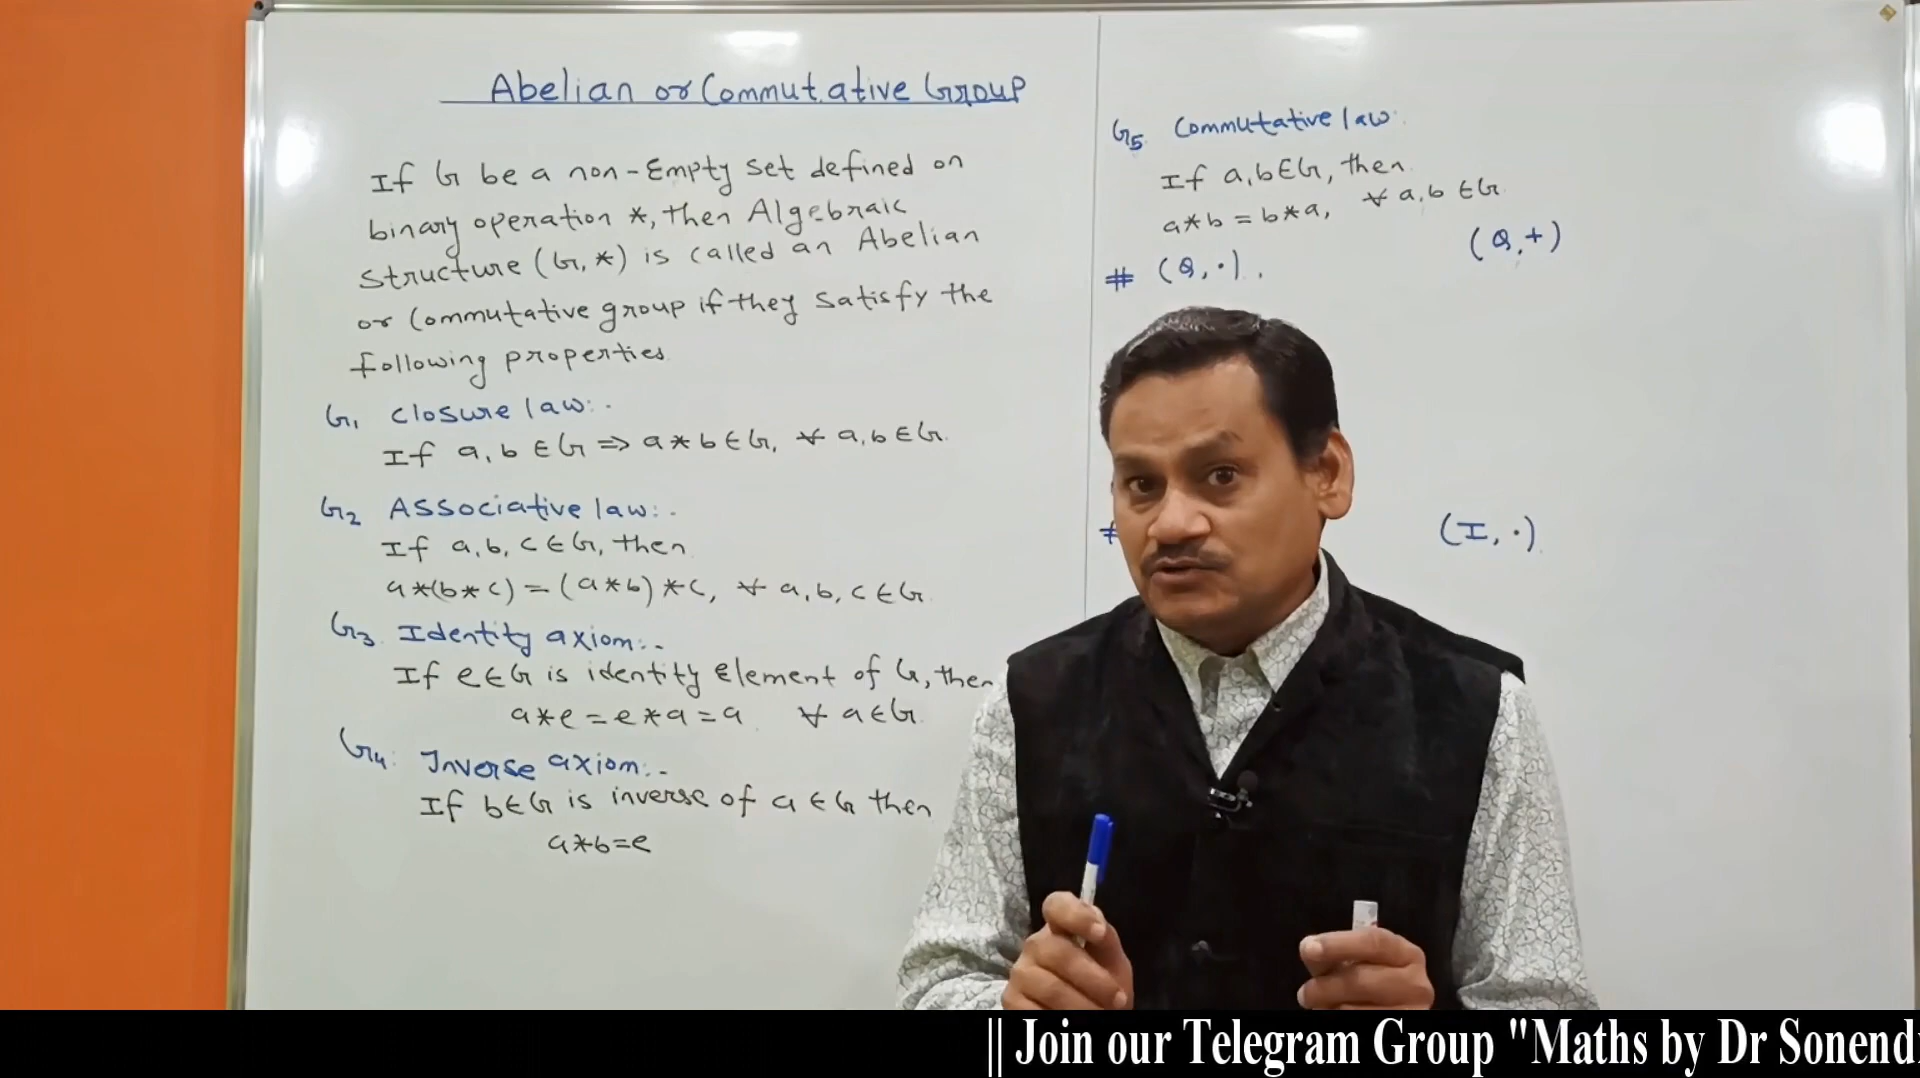 Abelian or Commutative Group
If G be a non-Empty set defined on
binary operation *, then Algebraic
structure (G, *) is called an Abelian
or Commutative group if they satisfy the
following properties
G1 Closure law:-
If a, b ∈ G ⇒ a * b ∈ G, ∀ a, b ∈ G.
G2 Associative law:-
If a, b, c ∈ G, then
a *(b * c) = (a * b) * c, ∀ a, b, c ∈ G
G3. Identity axiom:-
If e ∈ G is identity element of G, then
a * e = e * a = a ∀ a ∈ G
G4: Inverse axiom:-
If b ∈ G is inverse of a ∈ G then
a * b = e
G5. Commutative law:
If a, b ∈ G, then
a * b = b * a, ∀ a, b ∈ G
(Q, +)
# (Q, ·),
(I, ·)
|| Join our Telegram Group "Maths by Dr Sonend